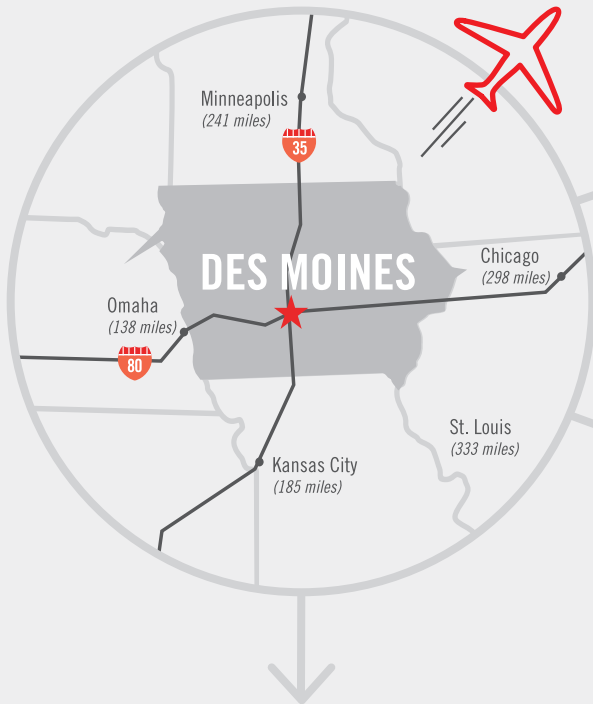 Minneapolis
(241 miles)
35
DES MOINES
Chicago
(298 miles)
Omaha
(138 miles)
80
St. Louis
(333 miles)
Kansas City
(185 miles)